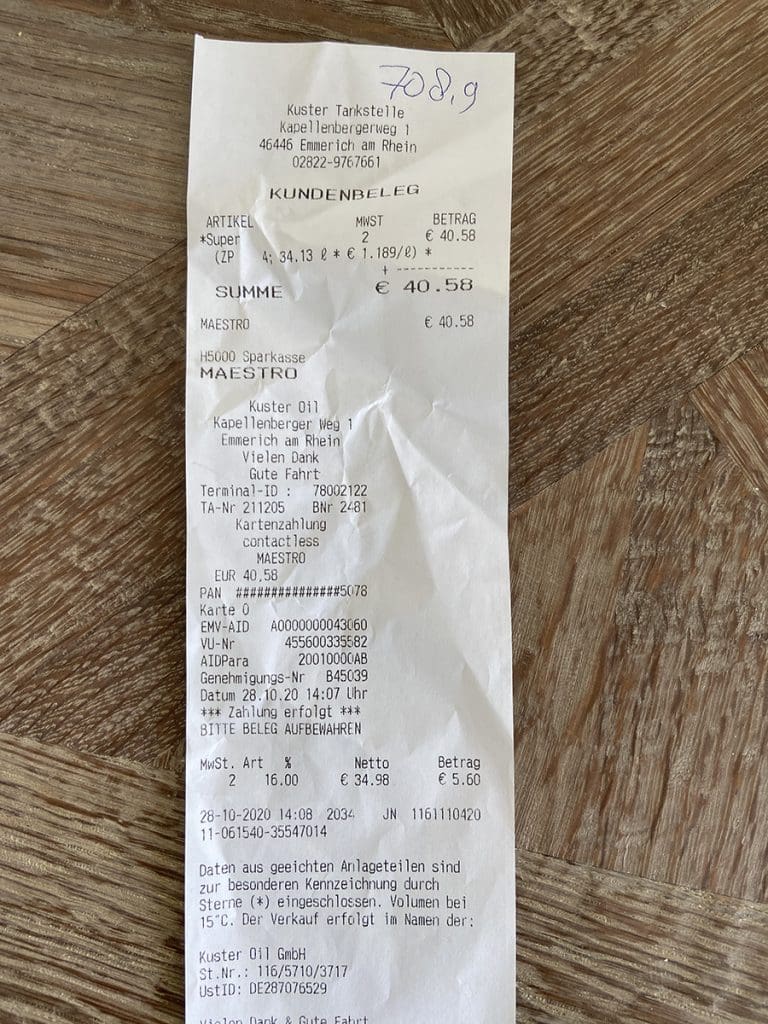 708,9
Kuster Tankstelle
Kapellenbergerweg 1
46446 Emmerich am Rhein
02822-9767661
KUNDENBELEG
ARTIKEL MWST BETRAG
*Super 2 € 40.58
(ZP 4; 34.13 ℓ * € 1.189/ℓ) *
+ -----------
SUMME € 40.58
MAESTRO € 40.58
H5000 Sparkasse
MAESTRO
Kuster Oil
Kapellenberger Weg 1
Emmerich am Rhein
Vielen Dank
Gute Fahrt
Terminal-ID : 78002122
TA-Nr 211205 BNr 2481
Kartenzahlung
contactless
MAESTRO
EUR 40,58
PAN ###############5078
Karte 0
EMV-AID A0000000043060
VU-Nr 455600335582
AIDPara 20010000AB
Genehmigungs-Nr B45039
Datum 28.10.20 14:07 Uhr
*** Zahlung erfolgt ***
BITTE BELEG AUFBEWAHREN
MwSt. Art % Netto Betrag
2 16.00 € 34.98 € 5.60
28-10-2020 14:08 2034 JN 1161110420
11-061540-35547014
Daten aus geeichten Anlageteilen sind
zur besonderen Kennzeichnung durch
Sterne (*) eingeschlossen. Volumen bei
15°C. Der Verkauf erfolgt im Namen der:
Kuster Oil GmbH
St.Nr.: 116/5710/3717
UstID: DE287076529
Vielen Dank & Gute Fahrt